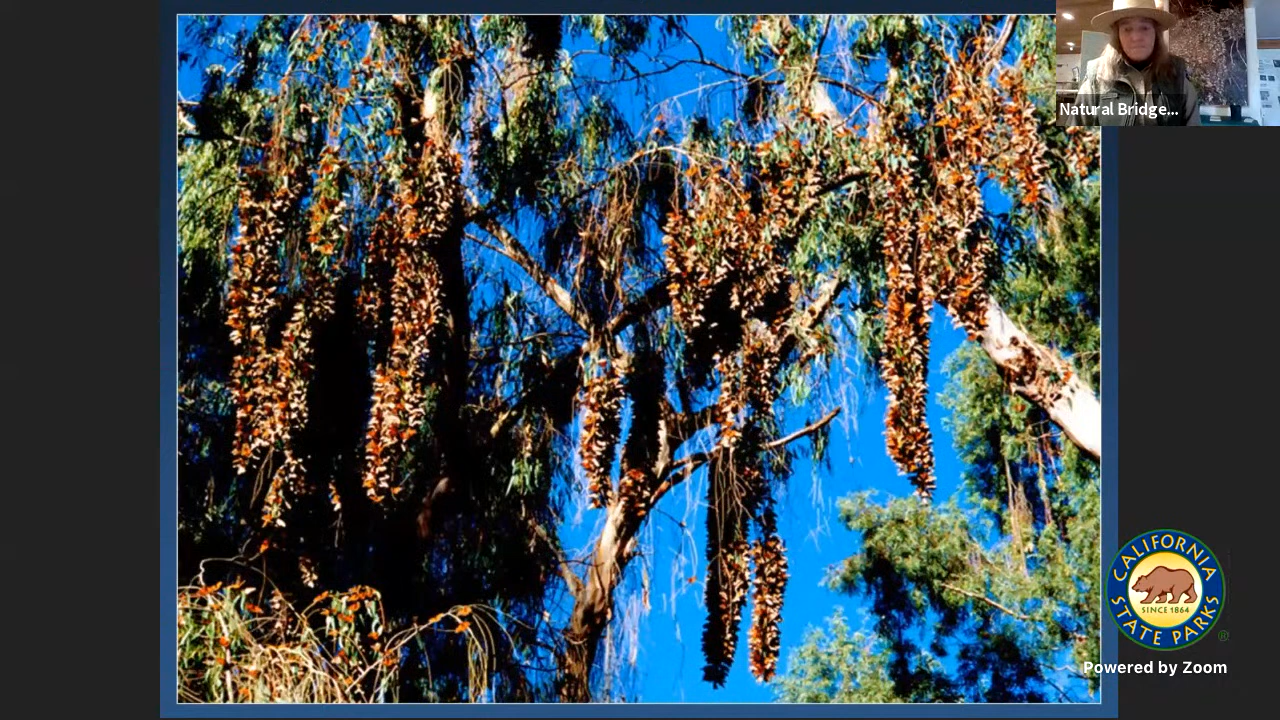 Natural Bridge...
CALIFORNIA
SINCE 1864
STATE PARKS
®
Powered by Zoom